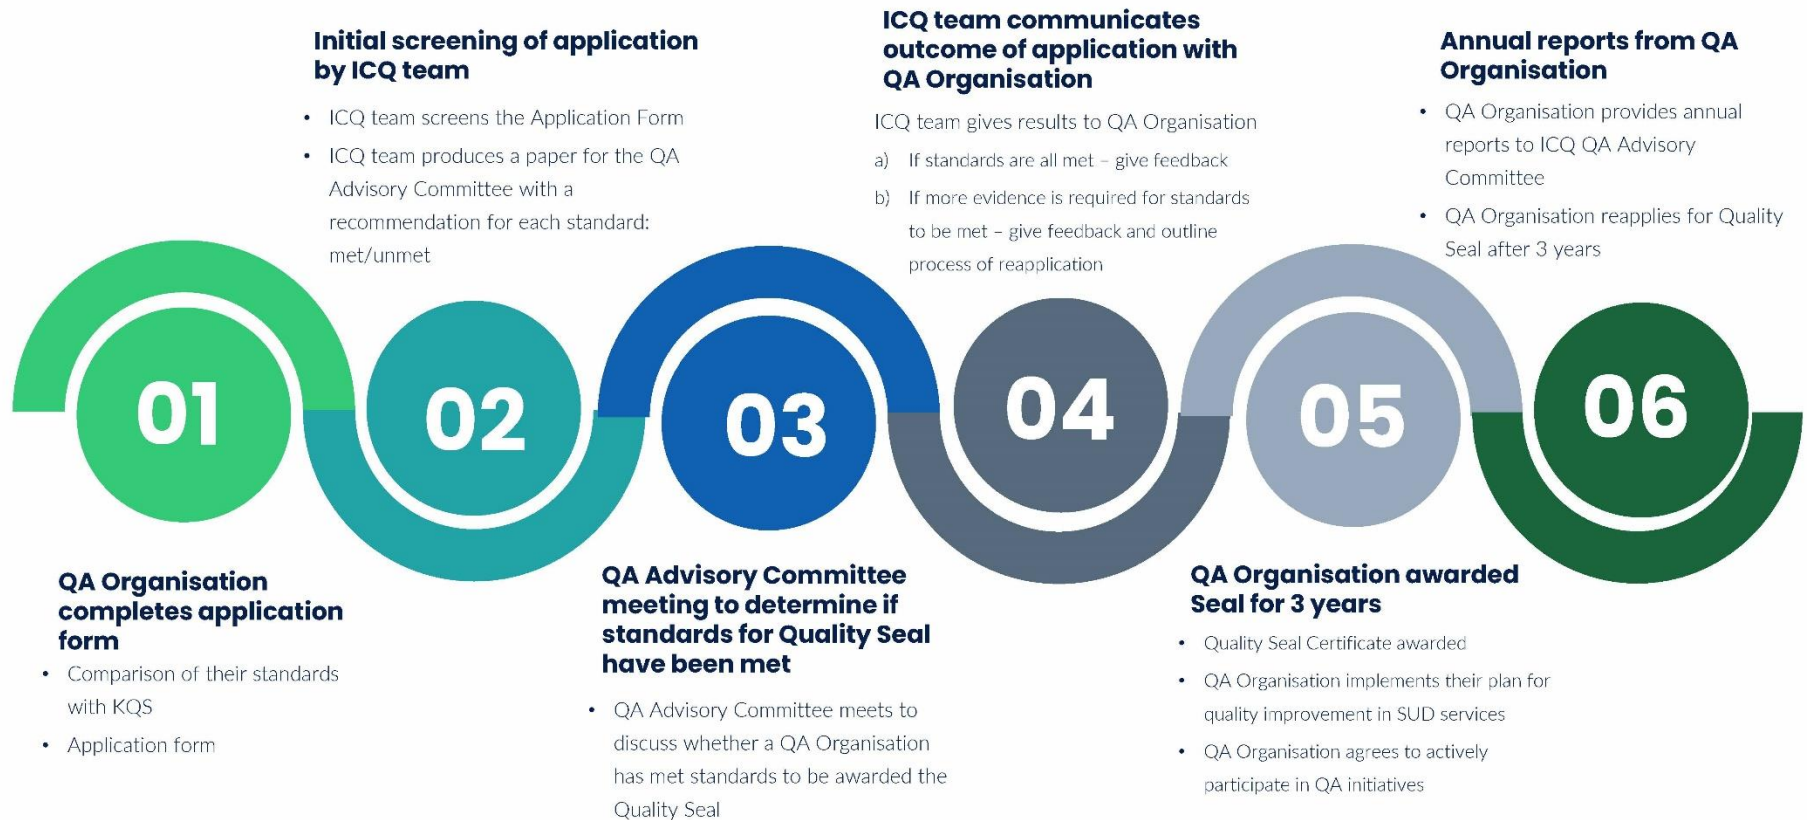 01
QA Organisation
completes application
form
• Comparison of their standards
with KQS
• Application form
02
Initial screening of application
by ICQ team
• ICQ team screens the Application Form
• ICQ team produces a paper for the QA
Advisory Committee with a
recommendation for each standard:
met/unmet
03
QA Advisory Committee
meeting to determine if
standards for Quality Seal
have been met
• QA Advisory Committee meets to
discuss whether a QA Organisation
has met standards to be awarded the
Quality Seal
04
ICQ team communicates
outcome of application with
QA Organisation
ICQ team gives results to QA Organisation
a) If standards are all met – give feedback
b) If more evidence is required for standards
to be met – give feedback and outline
process of reapplication
05
QA Organisation awarded
Seal for 3 years
• Quality Seal Certificate awarded
• QA Organisation implements their plan for
quality improvement in SUD services
• QA Organisation agrees to actively
participate in QA initiatives
06
Annual reports from QA
Organisation
• QA Organisation provides annual
reports to ICQ QA Advisory
Committee
• QA Organisation reapplies for Quality
Seal after 3 years